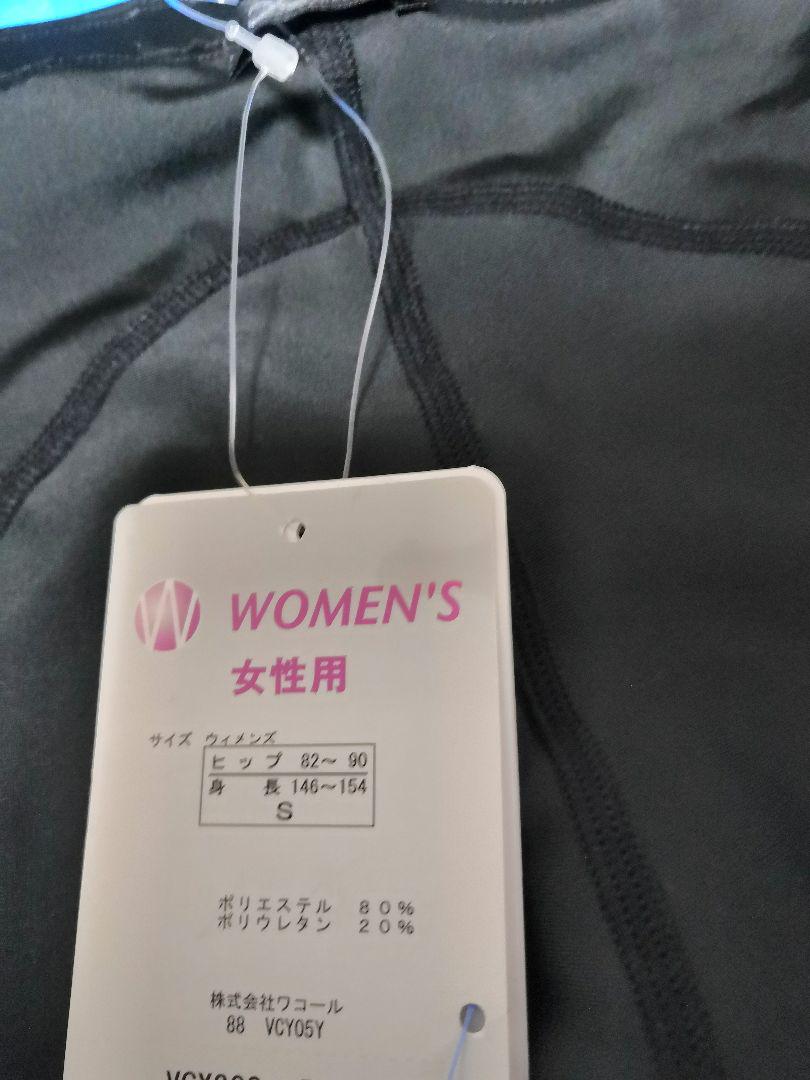 W WOMEN'S
女性用
サイズ ウィメンズ
ヒップ 82～ 90
身 長 146～154
S
ポリエステル 80%
ポリウレタン 20%
株式会社ワコール
88 VCY05Y